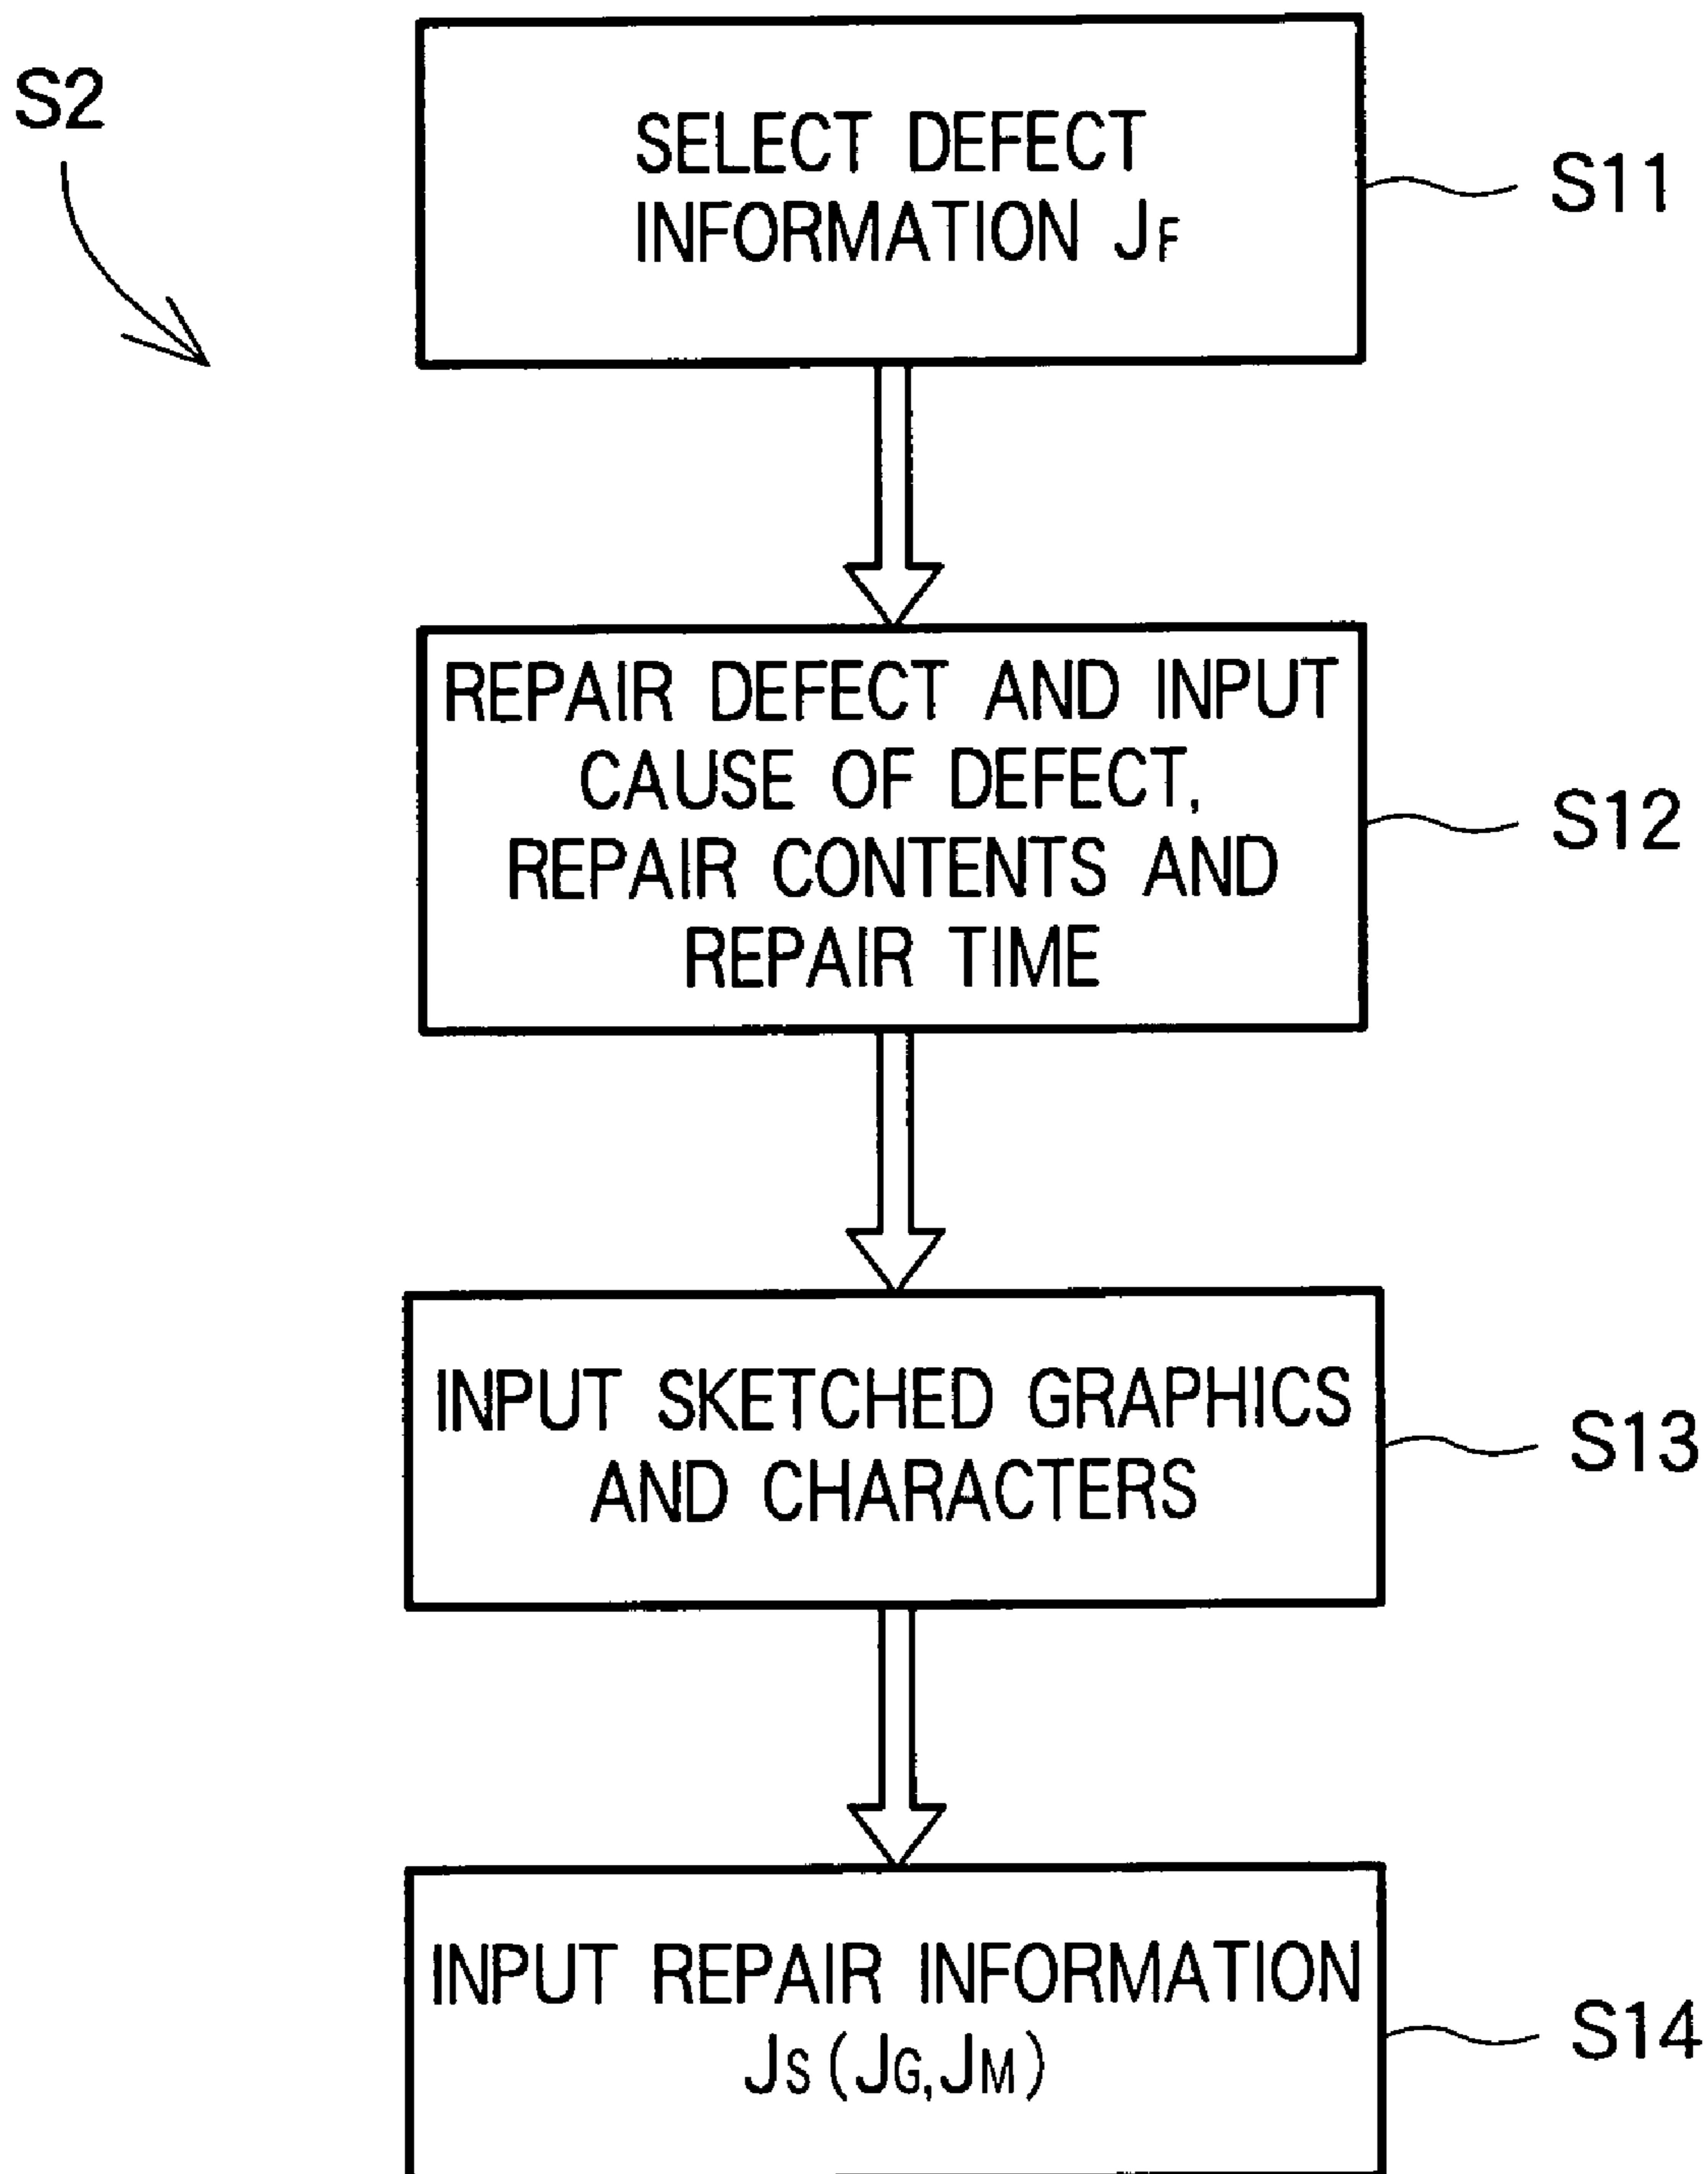 S2
SELECT DEFECT
INFORMATION JF
S11
REPAIR DEFECT AND INPUT
CAUSE OF DEFECT,
REPAIR CONTENTS AND
REPAIR TIME
S12
INPUT SKETCHED GRAPHICS
AND CHARACTERS
S13
INPUT REPAIR INFORMATION
JS(JG,JM)
S14